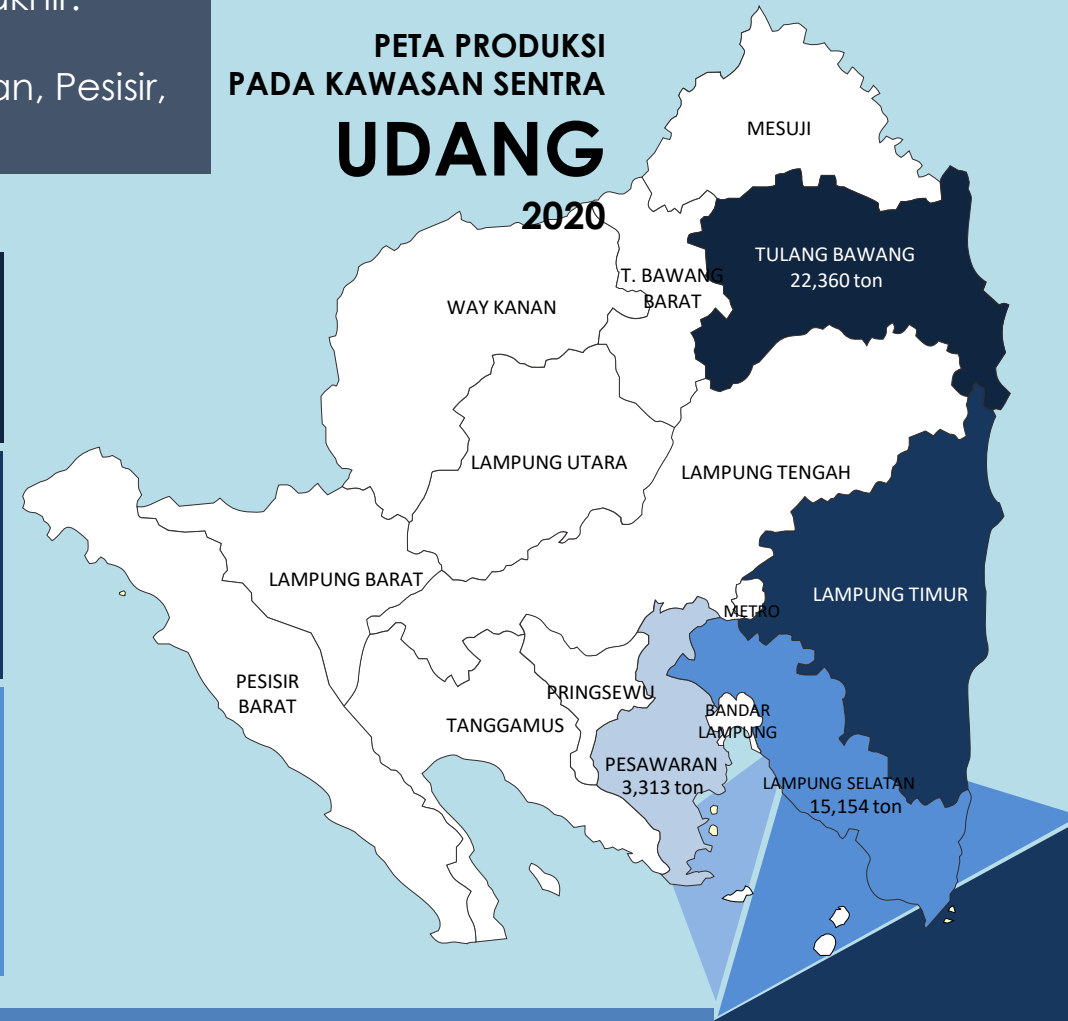 akhir.
an, Pesisir,
PETA PRODUKSI
PADA KAWASAN SENTRA
UDANG
2020
MESUJI
TULANG BAWANG
22,360 ton
T. BAWANG
BARAT
WAY KANAN
LAMPUNG UTARA
LAMPUNG TENGAH
LAMPUNG BARAT
LAMPUNG TIMUR
METRO
PESISIR
BARAT
PRINGSEWU
TANGGAMUS
BANDAR
LAMPUNG
PESAWARAN
3,313 ton
LAMPUNG SELATAN
15,154 ton